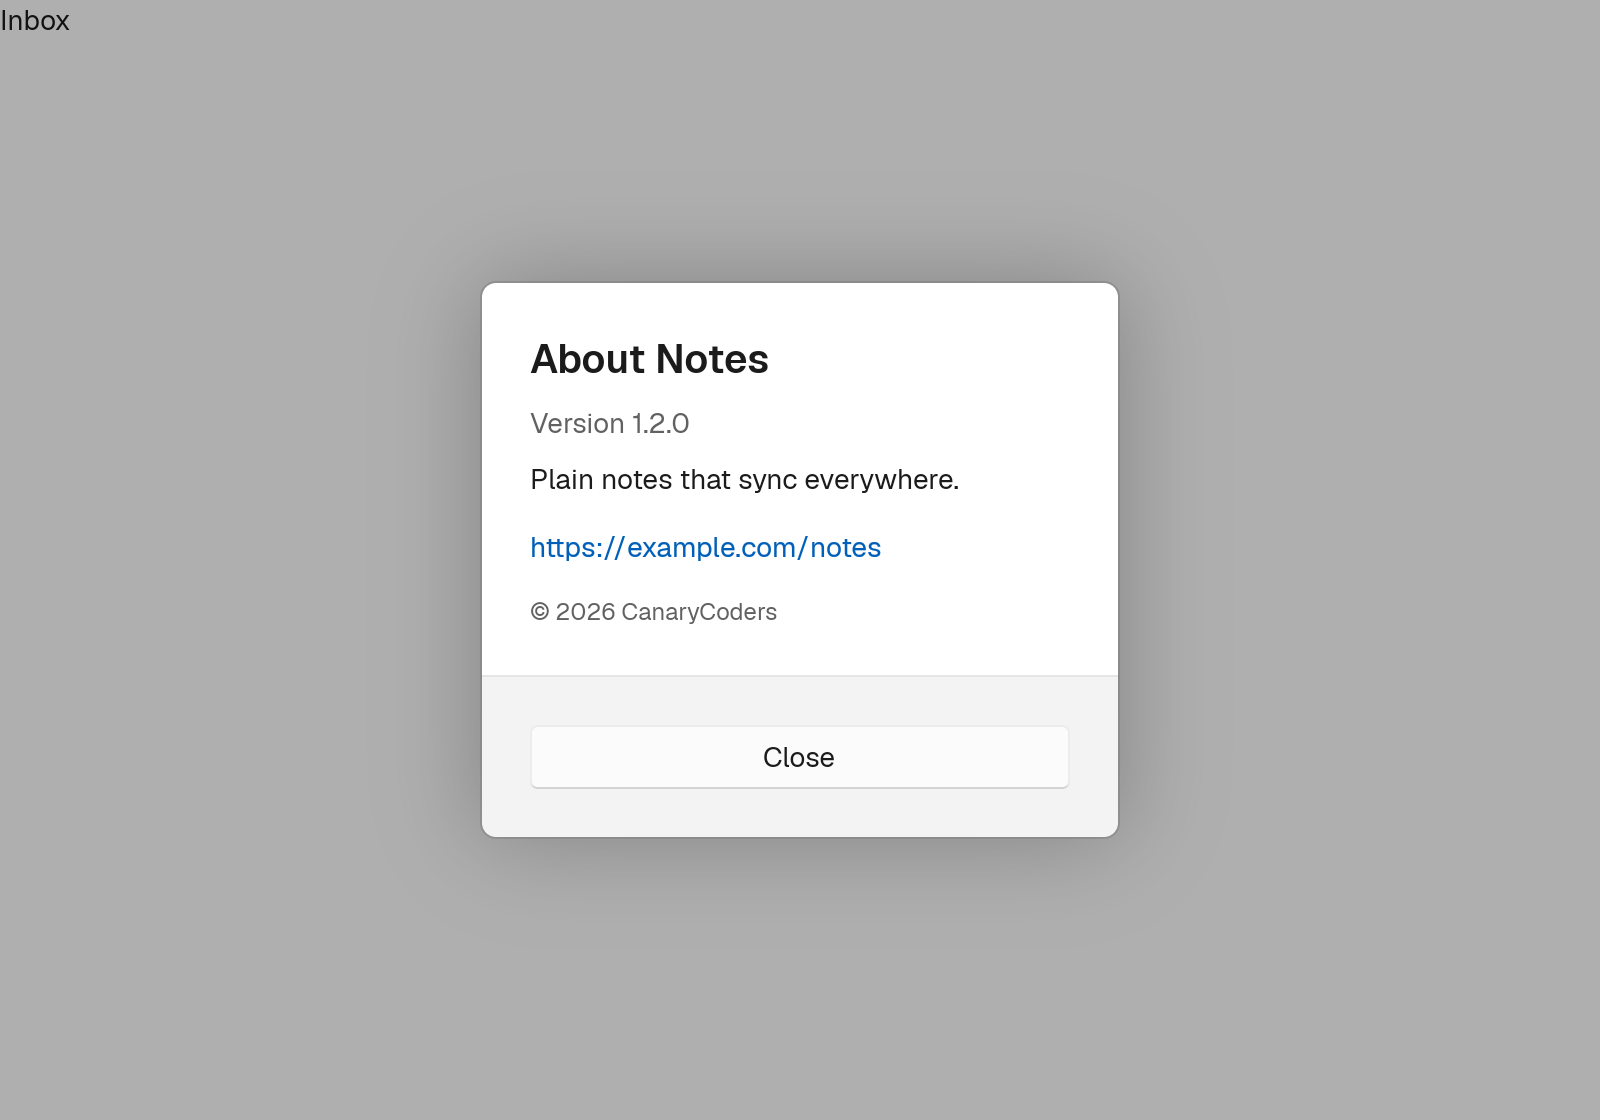 Inbox
About Notes
Version 1.2.0
Plain notes that sync everywhere.
https://example.com/notes
© 2026 CanaryCoders
Close